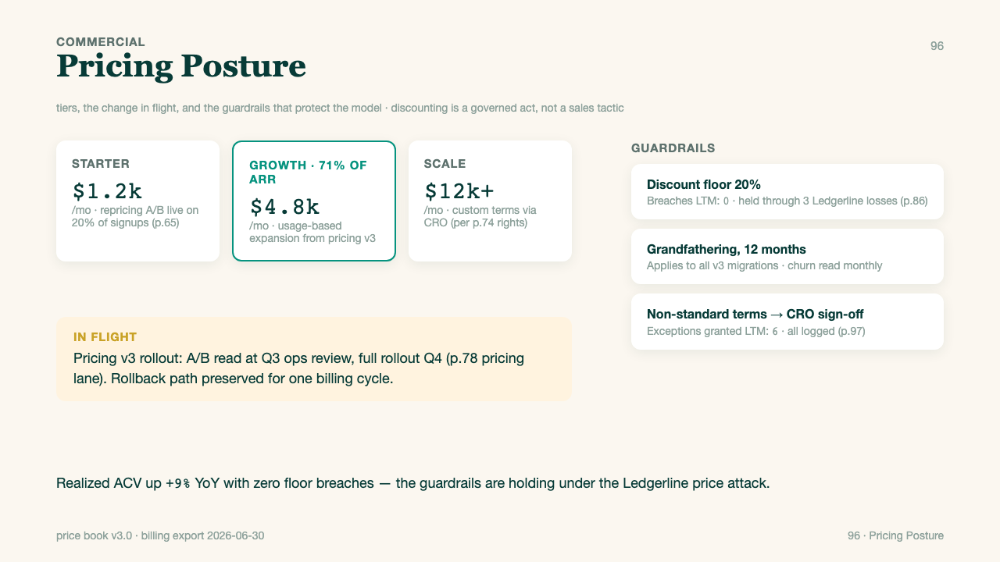 COMMERCIAL
Pricing Posture
96
tiers, the change in flight, and the guardrails that protect the model · discounting is a governed act, not a sales tactic
STARTER
$1.2k
/mo · repricing A/B live on
20% of signups (p.65)
GROWTH · 71% OF
ARR
$4.8k
/mo · usage-based
expansion from pricing v3
SCALE
$12k+
/mo · custom terms via
CRO (per p.74 rights)
IN FLIGHT
Pricing v3 rollout: A/B read at Q3 ops review, full rollout Q4 (p.78 pricing
lane). Rollback path preserved for one billing cycle.
GUARDRAILS
Discount floor 20%
Breaches LTM: 0 · held through 3 Ledgerline losses (p.86)
Grandfathering, 12 months
Applies to all v3 migrations · churn read monthly
Non-standard terms → CRO sign-off
Exceptions granted LTM: 6 · all logged (p.97)
Realized ACV up +9% YoY with zero floor breaches — the guardrails are holding under the Ledgerline price attack.
price book v3.0 · billing export 2026-06-30
96 · Pricing Posture